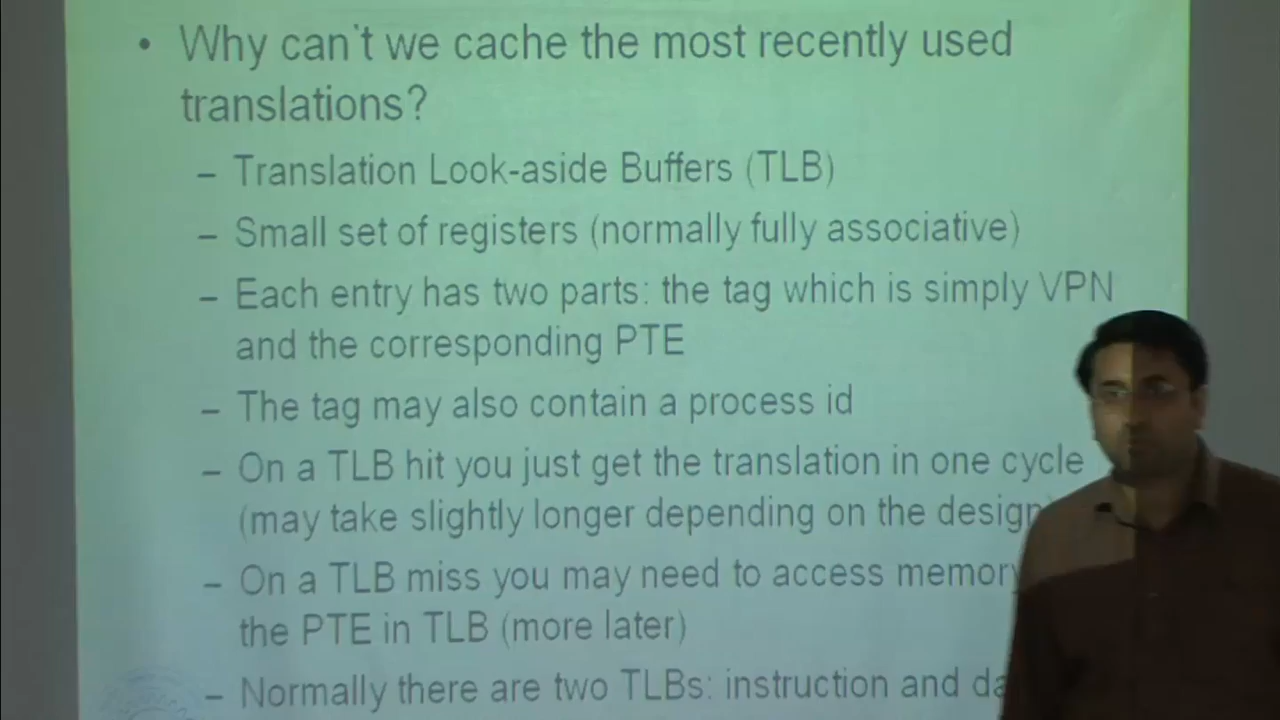 • Why can't we cache the most recently used
translations?
– Translation Look-aside Buffers (TLB)
– Small set of registers (normally fully associative)
– Each entry has two parts: the tag which is simply VPN
and the corresponding PTE
– The tag may also contain a process id
– On a TLB hit you just get the translation in one cycle
(may take slightly longer depending on the design
– On a TLB miss you may need to access memory
the PTE in TLB (more later)
– Normally there are two TLBs: instruction and